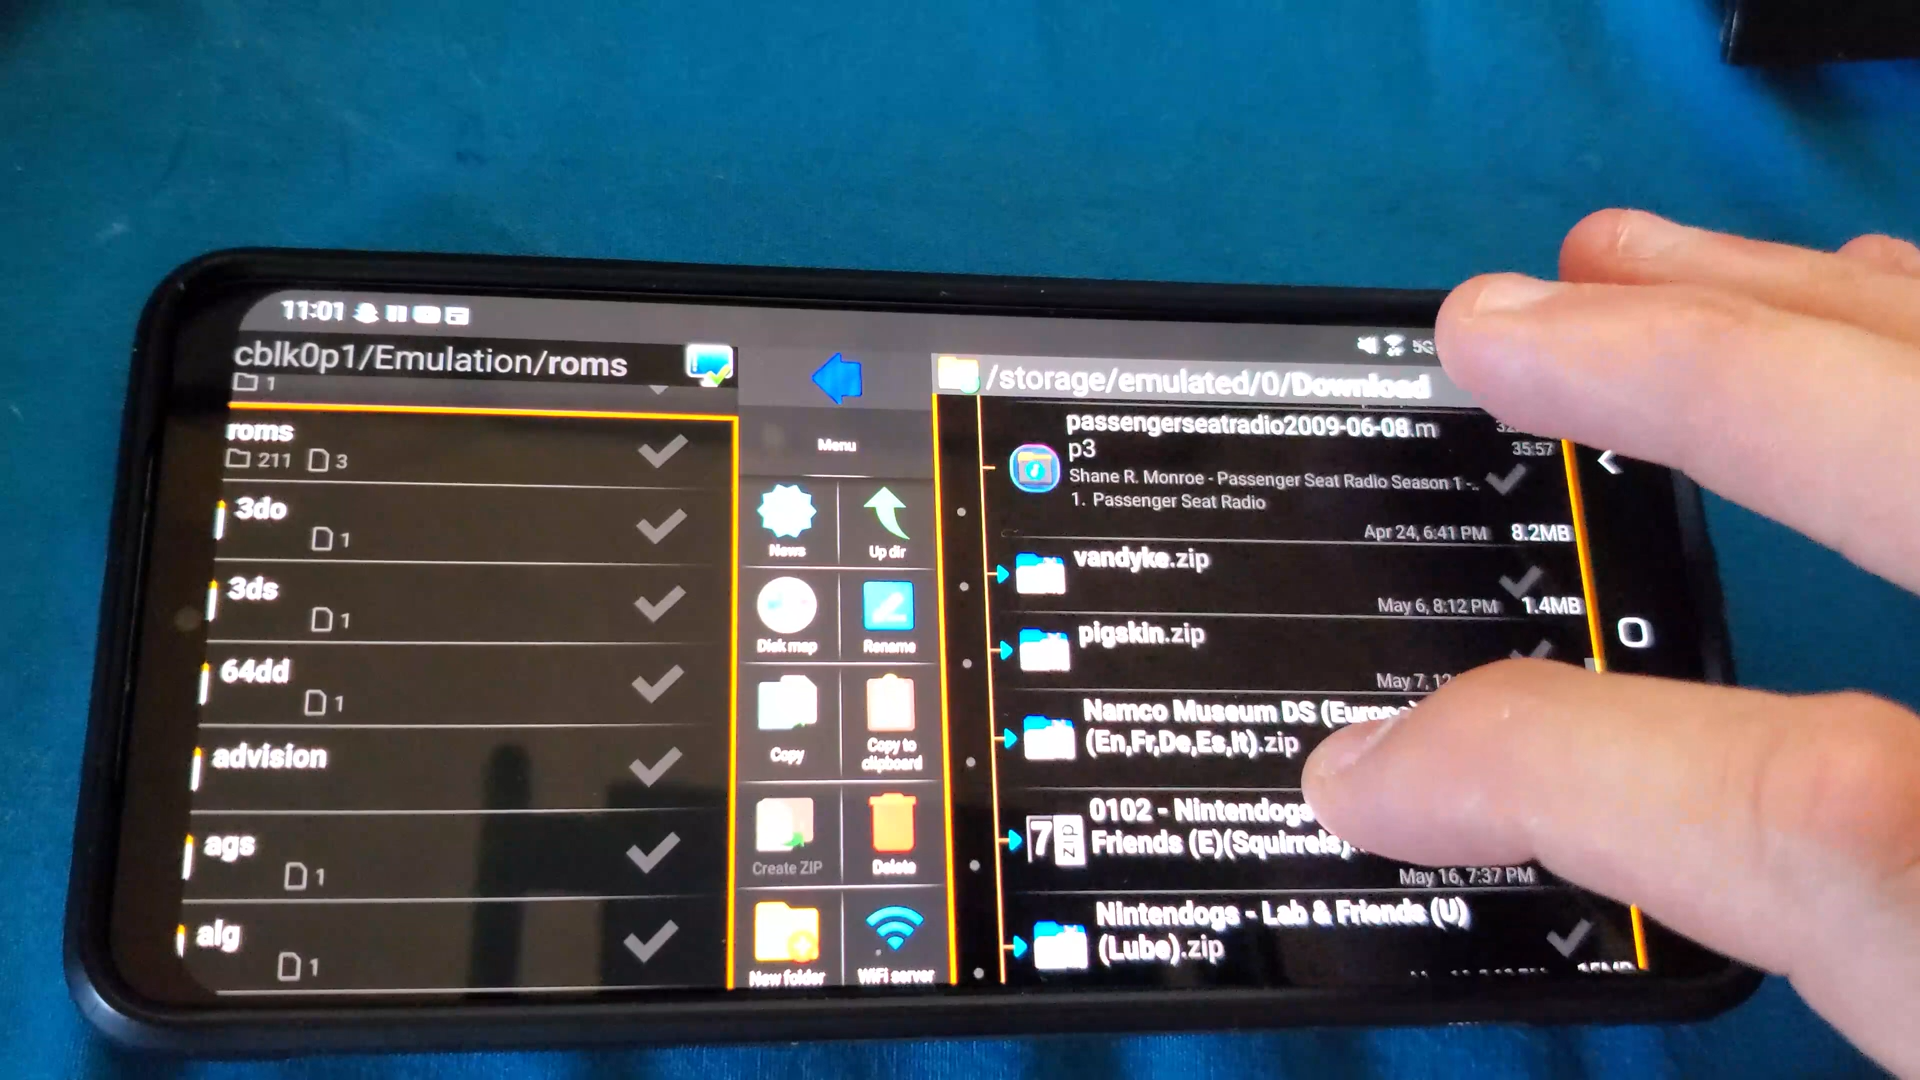 11:01
5G
cblk0p1/Emulation/roms
1
roms
211 3
3do
1
3ds
1
64dd
1
advision
ags
1
alg
1
Menu
News
Up dir
Disk map
Rename
Copy
Copy to
clipboard
Create ZIP
Delete
New folder
WiFi server
/storage/emulated/0/Download
passengerseatradio2009-06-08.m
p3
35:57
Shane R. Monroe - Passenger Seat Radio Season 1 -..
1. Passenger Seat Radio
Apr 24, 6:41 PM 8.2MB
vandyke.zip
May 6, 8:12 PM 1.4MB
pigskin.zip
May 7,
Namco Museum DS (Europe)
(En,Fr,De,Es,It).zip
7 zip
0102 - Nintendogs
Friends (E)(Squirrels)
May 16, 7:37 PM
Nintendogs - Lab & Friends (U)
(Lube).zip